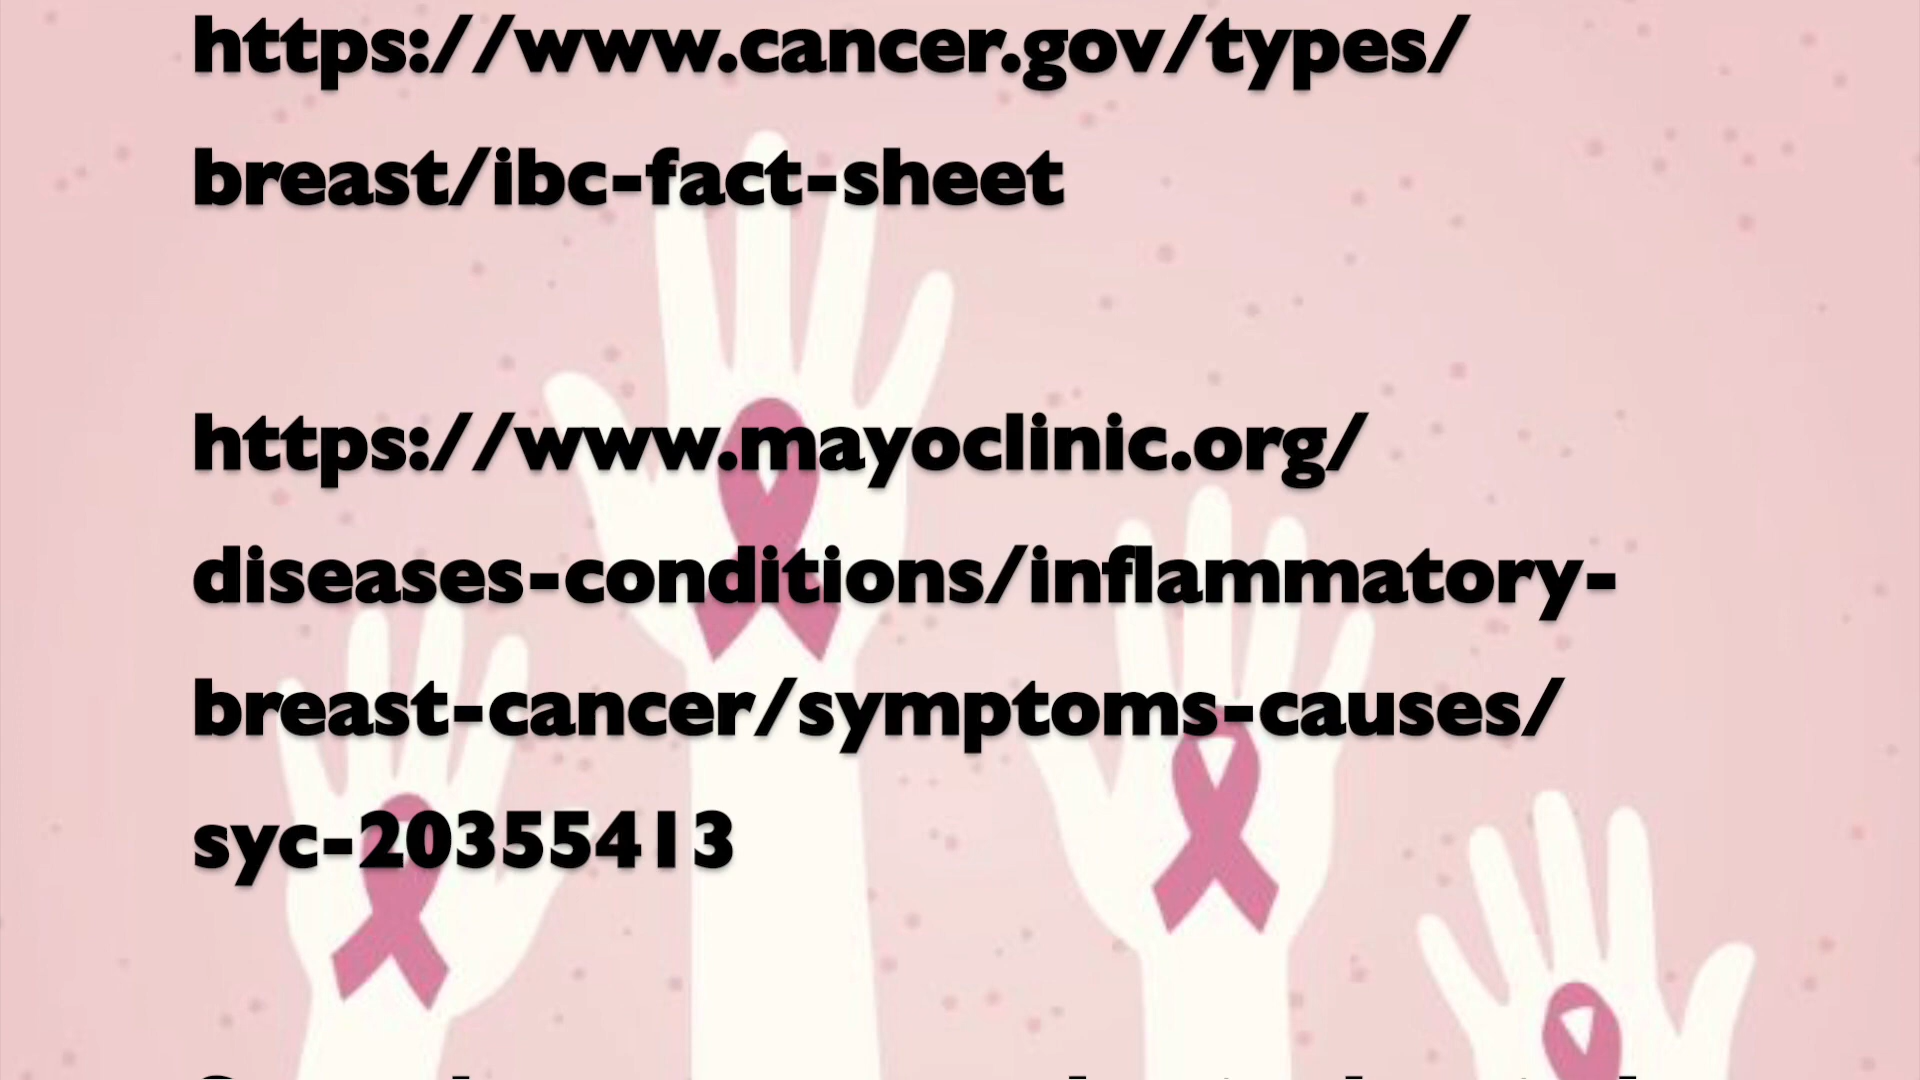 https://www.cancer.gov/types/
breast/ibc-fact-sheet
https://www.mayoclinic.org/
diseases-conditions/inflammatory-
breast-cancer/symptoms-causes/
syc-20355413